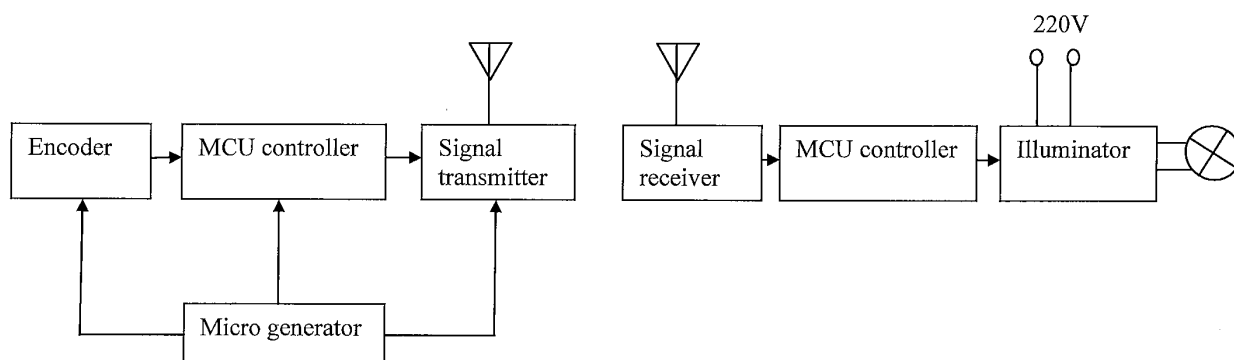 220V
Encoder
MCU controller
Signal
transmitter
Signal
receiver
MCU controller
Illuminator
Micro generator